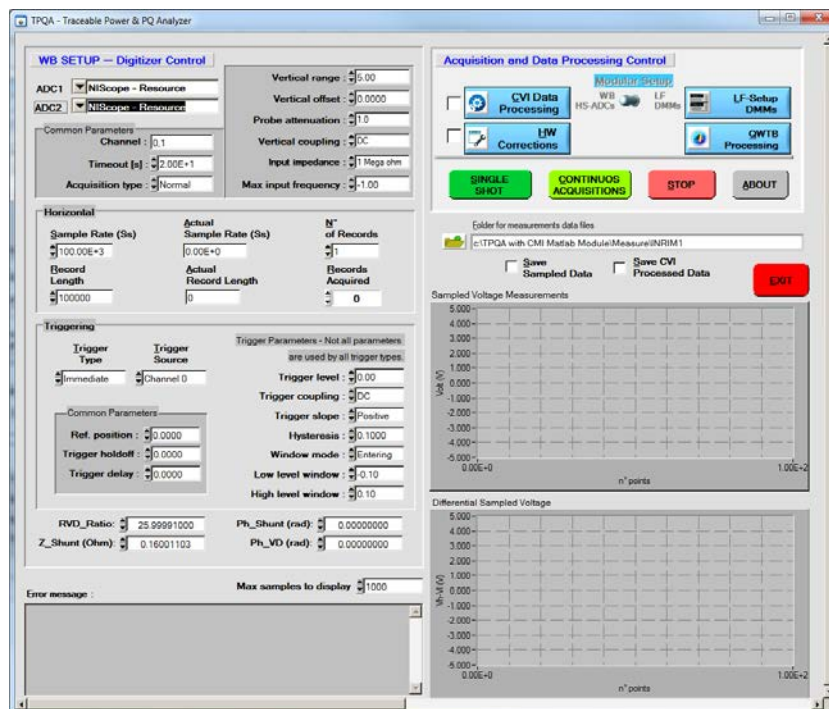 TPQA - Traceable Power & PQ Analyzer
WB SETUP – Digitizer Control
ADC1 NIScope - Resource
ADC2 NIScope - Resource
Common Parameters
Channel : 0,1
Timeout [s] : 2.00E+1
Acquisition type : Normal
Vertical range : 5.00
Vertical offset : 0.0000
Probe attenuation : 1.0
Vertical coupling : DC
Input impedance : 1 Mega ohm
Max input frequency : -1.00
Horizontal
Sample Rate (Ss)
100.00E+3
Actual
Sample Rate (Ss)
0.00E+0
N°
of Records
1
Record
Length
100000
Actual
Record Length
0
Records
Acquired
0
Triggering
Trigger
Type
Immediate
Trigger
Source
Channel 0
Common Parameters
Ref. position : 0.0000
Trigger holdoff : 0.0000
Trigger delay : 0.0000
Trigger Parameters - Not all parameters
are used by all trigger types.
Trigger level : 0.00
Trigger coupling : DC
Trigger slope : Positive
Hysteresis : 0.1000
Window mode : Entering
Low level window : -0.10
High level window : 0.10
RVD_Ratio: 25.99991000
Ph_Shunt (rad): 0.00000000
Z_Shunt (Ohm): 0.16001103
Ph_VD (rad): 0.00000000
Max samples to display 1000
Error message :
Acquisition and Data Processing Control
Modular Setup
CVI Data
Processing
WB
HS-ADCs
LF
DMMs
LF-Setup
DMMs
HW
Corrections
QWTB
Processing
SINGLE
SHOT
CONTINUOS
ACQUISITIONS
STOP
ABOUT
Folder for measurements data files
c:\TPQA with CMI Matlab Module\Measure\INRIM1
Save
Sampled Data
Save CVI
Processed Data
EXIT
Sampled Voltage Measurements
Volt (V)
5.000
4.000
3.000
2.000
1.000
0.000
-1.000
-2.000
-3.000
-4.000
-5.000
0.00E+0
1.00E+2
n° points
Differential Sampled Voltage
Vh-Vl (V)
5.000
4.000
3.000
2.000
1.000
0.000
-1.000
-2.000
-3.000
-4.000
-5.000
0.00E+0
1.00E+2
n° points